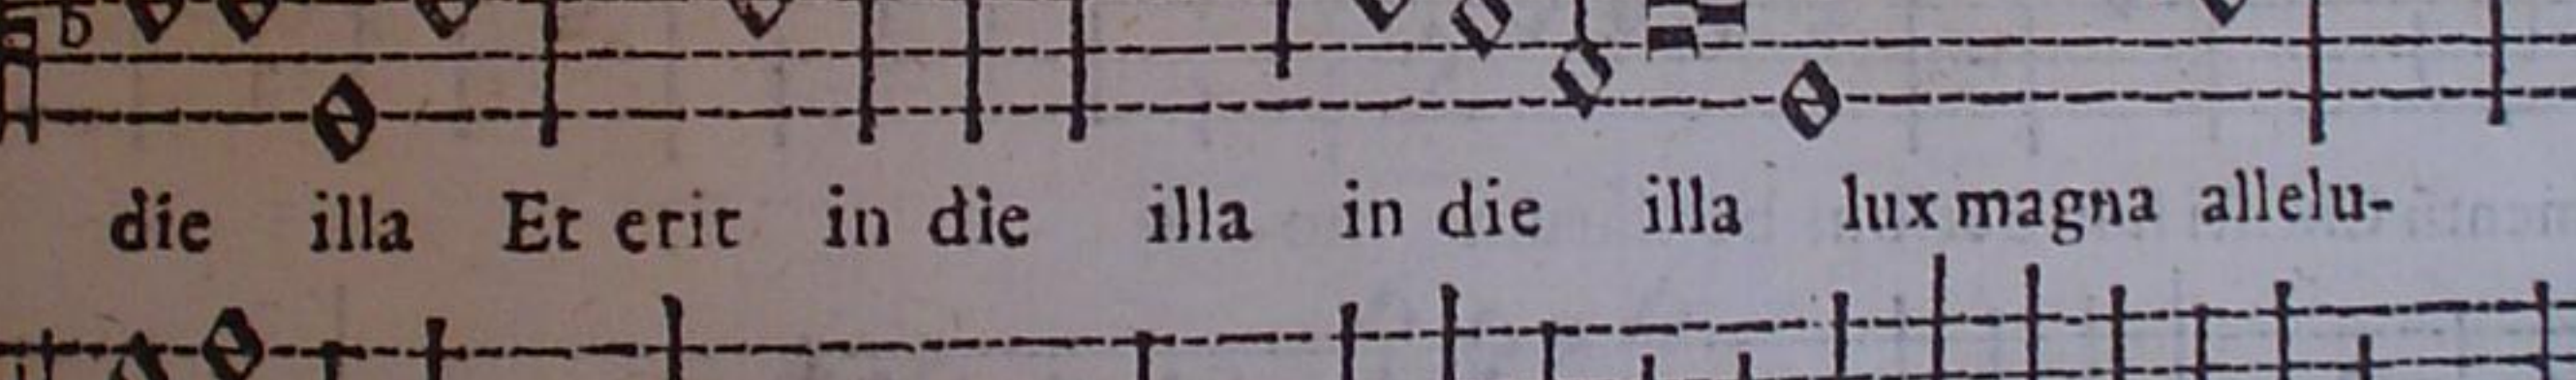 die illa Et erit in die illa in die illa lux magna allelu-